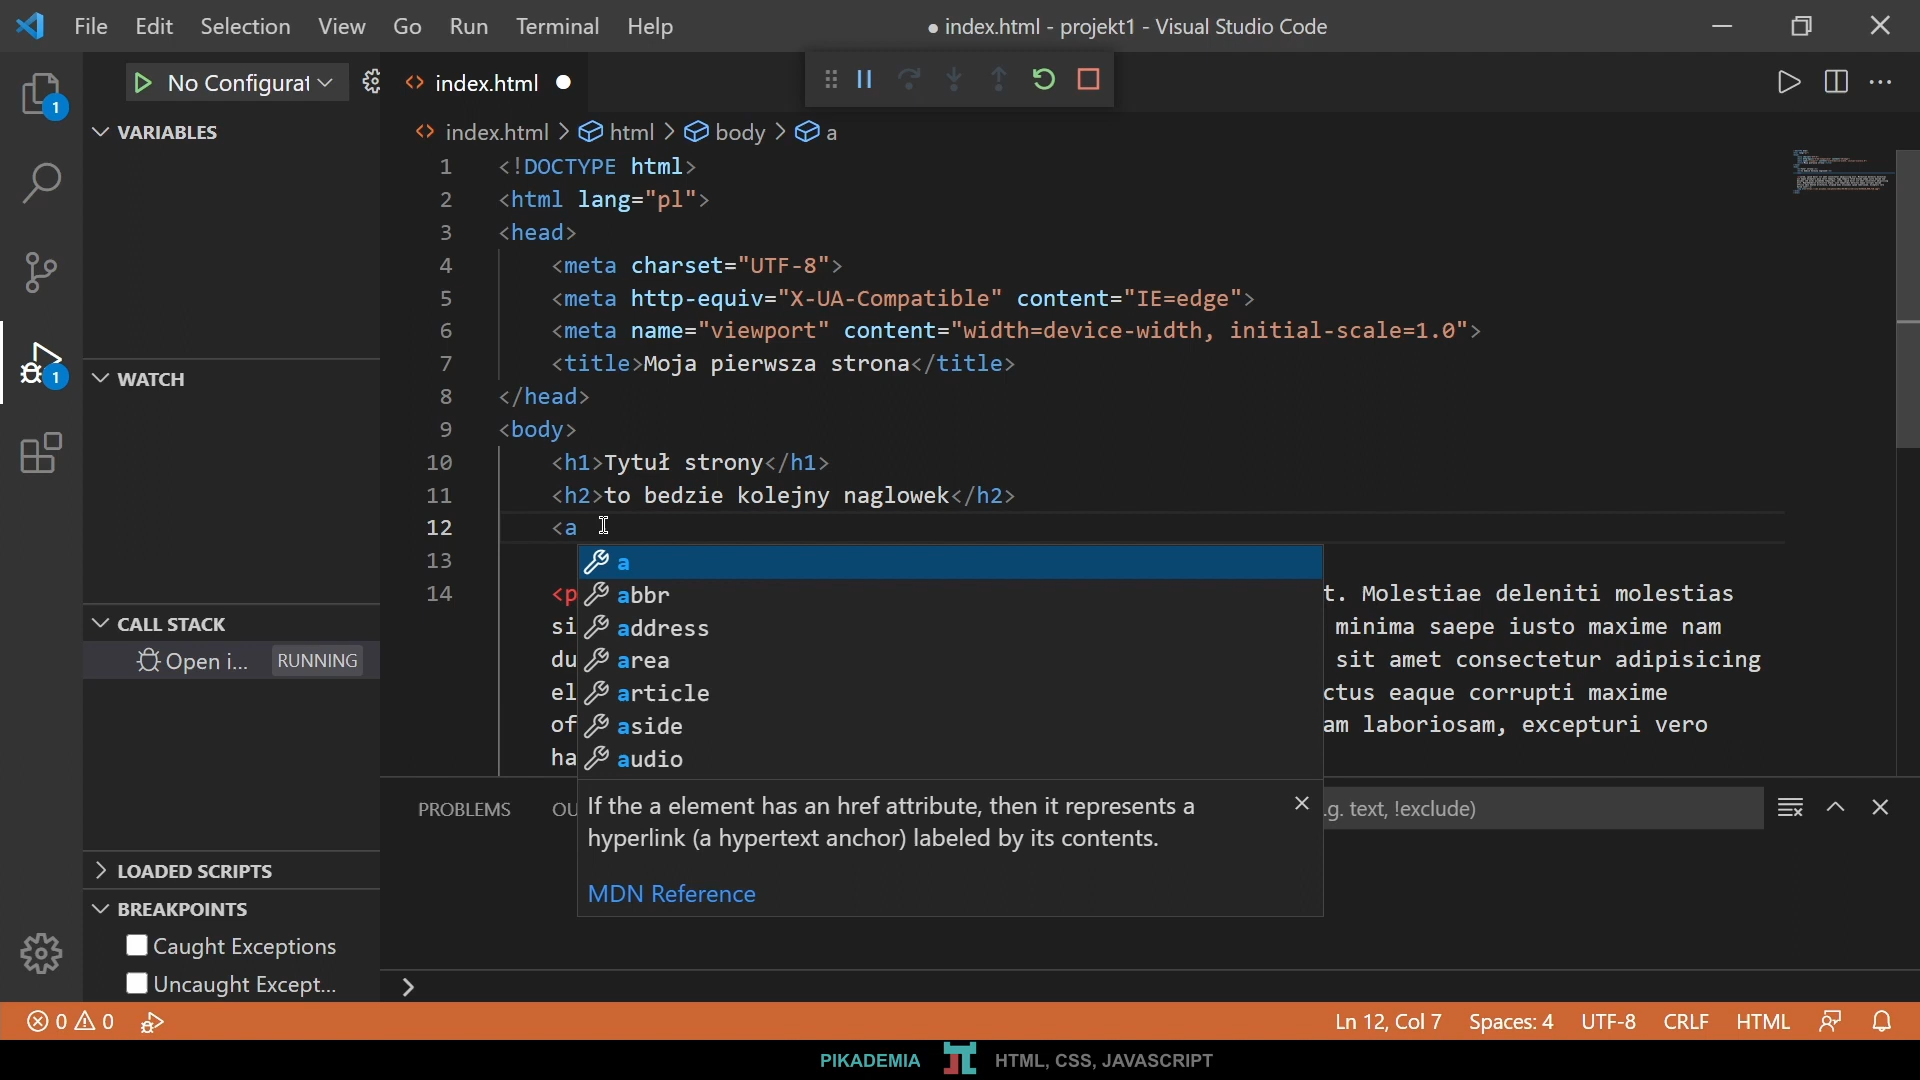 File Edit Selection View Go Run Terminal Help
● index.html - projekt1 - Visual Studio Code
No Configurat
index.html ●
1
1
VARIABLES
WATCH
CALL STACK
Open i... RUNNING
LOADED SCRIPTS
BREAKPOINTS
Caught Exceptions
Uncaught Except...
index.html > html > body > a
1 <!DOCTYPE html>
2 <html lang="pl">
3 <head>
4 <meta charset="UTF-8">
5 <meta http-equiv="X-UA-Compatible" content="IE=edge">
6 <meta name="viewport" content="width=device-width, initial-scale=1.0">
7 <title>Moja pierwsza strona</title>
8 </head>
9 <body>
10 <h1>Tytuł strony</h1>
11 <h2>to bedzie kolejny naglowek</h2>
12 <a
13
14 <p t. Molestiae deleniti molestias
si minima saepe iusto maxime nam
du sit amet consectetur adipisicing
el ctus eaque corrupti maxime
of am laboriosam, excepturi vero
ha
a
abbr
address
area
article
aside
audio
If the a element has an href attribute, then it represents a
hyperlink (a hypertext anchor) labeled by its contents.
MDN Reference
PROBLEMS OU .g. text, !exclude)
0 0 Ln 12, Col 7 Spaces: 4 UTF-8 CRLF HTML
PIKADEMIA HTML, CSS, JAVASCRIPT